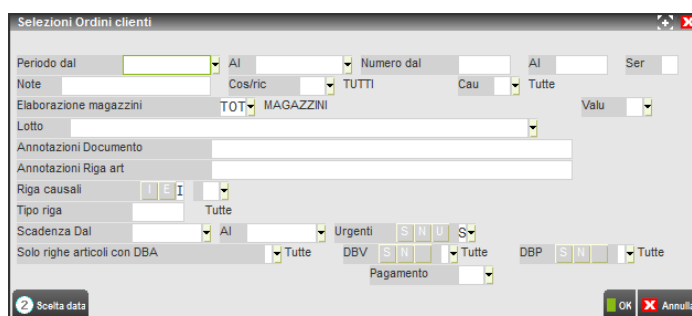 Selezioni Ordini clienti
Periodo dal Al Numero dal Al Ser
Note Cos/ric TUTTI Cau Tutte
Elaborazione magazzini TOT MAGAZZINI Valu
Lotto
Annotazioni Documento
Annotazioni Riga art
Riga causali I E I
Tipo riga Tutte
Scadenza Dal Al Urgenti S N U S
Solo righe articoli con DBA Tutte DBV S N Tutte DBP S N Tutte
Pagamento
2 Scelta data OK X Annulla